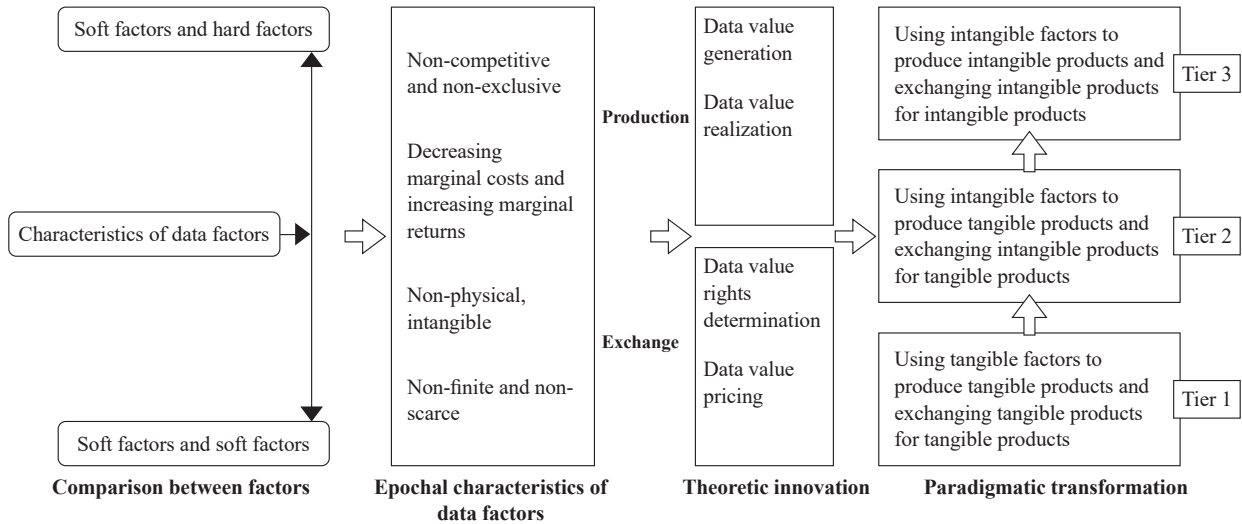 Soft factors and hard factors
Characteristics of data factors
Soft factors and soft factors
Comparison between factors
Non-competitive
and non-exclusive
Decreasing
marginal costs and
increasing marginal
returns
Non-physical,
intangible
Non-finite and non-
scarce
Epochal characteristics of
data factors
Production
Exchange
Data value
generation
Data value
realization
Data value
rights
determination
Data value
pricing
Theoretic innovation
Using intangible factors to
produce intangible products and
exchanging intangible products
for intangible products
Tier 3
Using intangible factors to
produce tangible products and
exchanging intangible products
for tangible products
Tier 2
Using tangible factors to
produce tangible products and
exchanging tangible products
for tangible products
Tier 1
Paradigmatic transformation